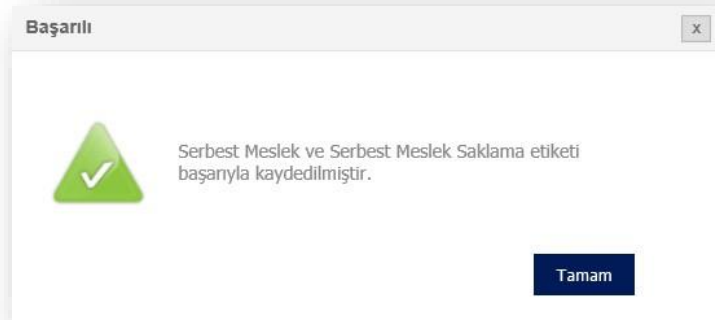 Başarılı
x
Serbest Meslek ve Serbest Meslek Saklama etiketi
başarıyla kaydedilmiştir.
Tamam